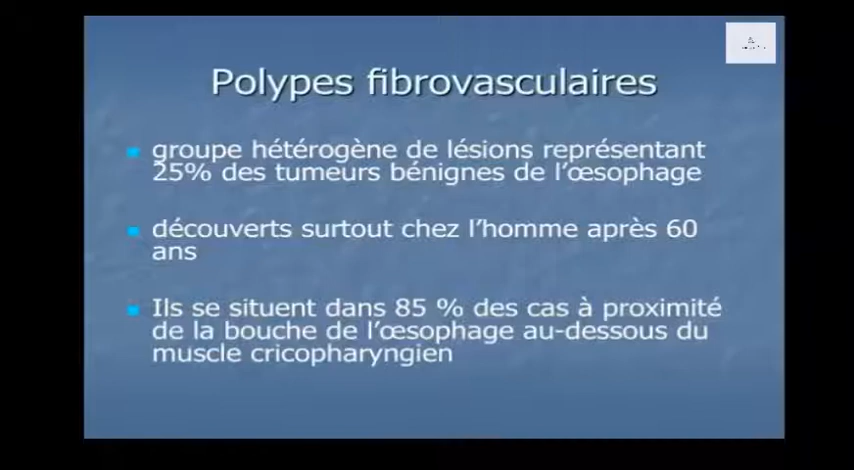 Polypes fibrovasculaires
groupe hétérogène de lésions représentant
25% des tumeurs bénignes de l'œsophage
découverts surtout chez l'homme après 60
ans
Ils se situent dans 85 % des cas à proximité
de la bouche de l'œsophage au-dessous du
muscle cricopharyngien